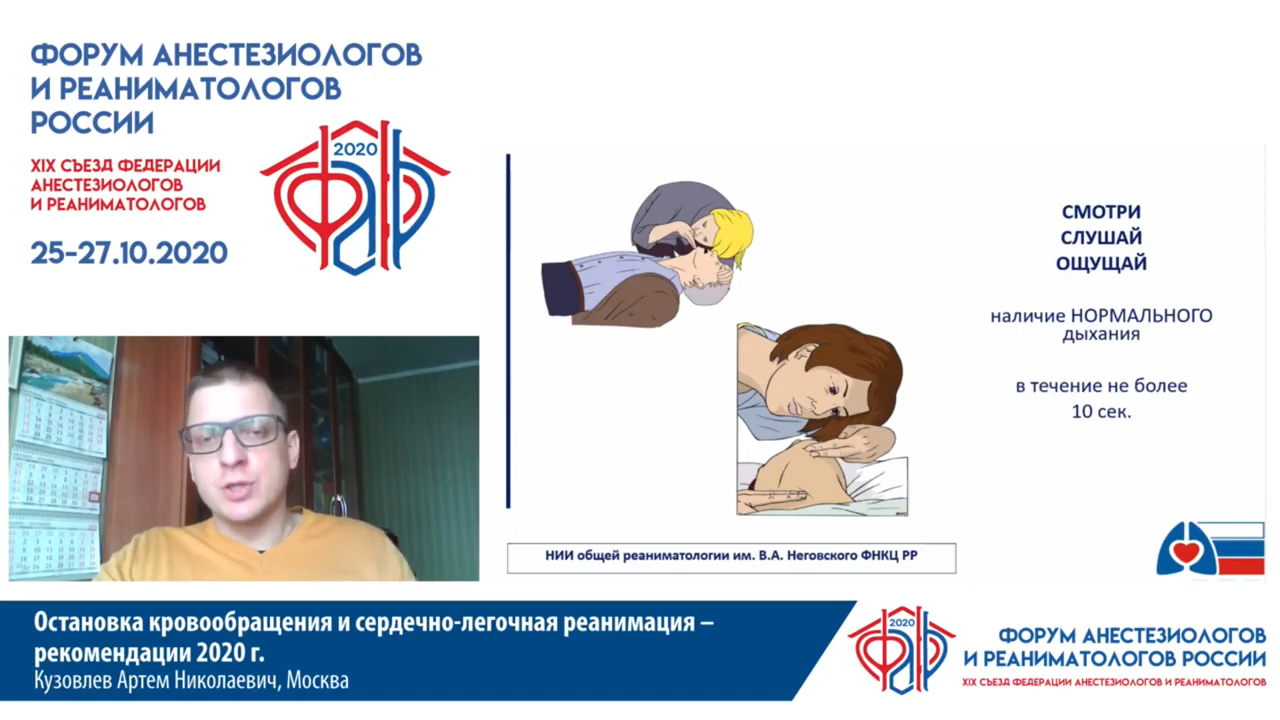 ФОРУМ АНЕСТЕЗИОЛОГОВ
И РЕАНИМАТОЛОГОВ
РОССИИ
XIX СЪЕЗД ФЕДЕРАЦИИ
АНЕСТЕЗИОЛОГОВ
И РЕАНИМАТОЛОГОВ
25-27.10.2020
2020
ФАР
СМОТРИ
СЛУШАЙ
ОЩУЩАЙ
наличие НОРМАЛЬНОГО
дыхания
в течение не более
10 сек.
НИИ общей реаниматологии им. В.А. Неговского ФНКЦ РР
Остановка кровообращения и сердечно-легочная реанимация –
рекомендации 2020 г.
Кузовлев Артем Николаевич, Москва
2020
ФАР
ФОРУМ АНЕСТЕЗИОЛОГОВ
И РЕАНИМАТОЛОГОВ РОССИИ
XIX СЪЕЗД ФЕДЕРАЦИИ АНЕСТЕЗИОЛОГОВ И РЕАНИМАТОЛОГОВ